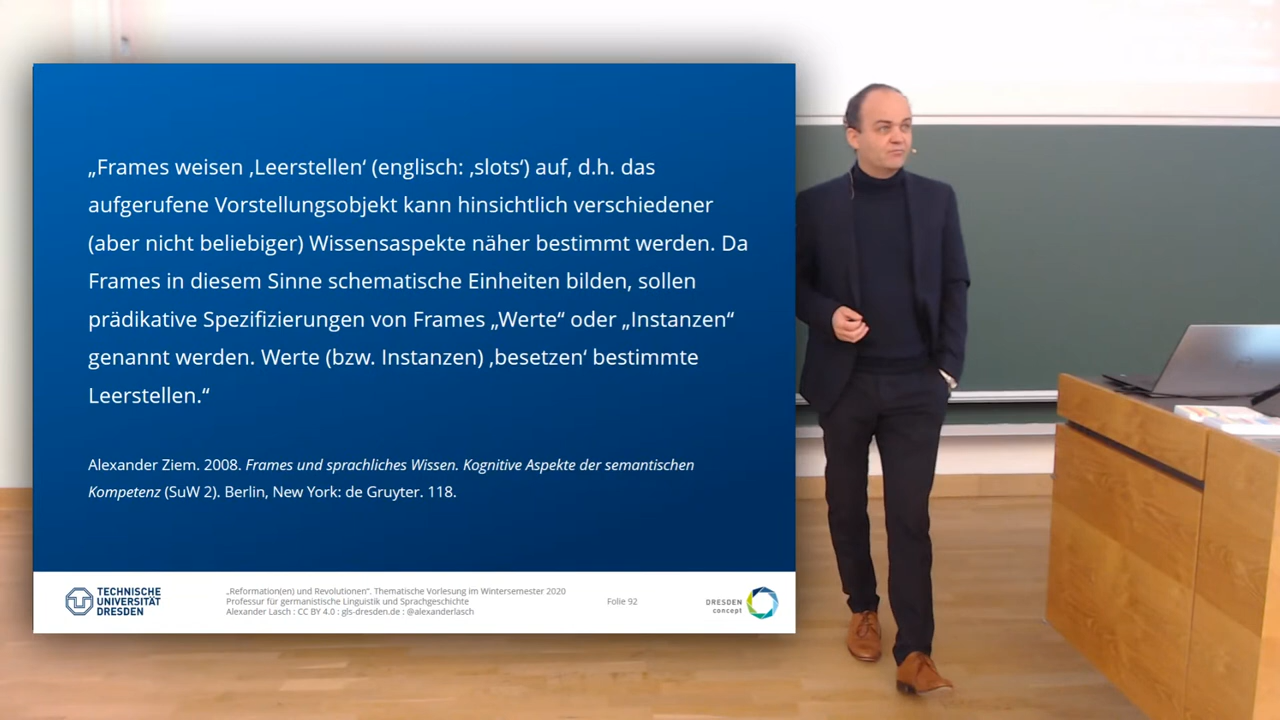 „Frames weisen ‚Leerstellen‘ (englisch: ‚slots‘) auf, d.h. das
aufgerufene Vorstellungsobjekt kann hinsichtlich verschiedener
(aber nicht beliebiger) Wissensaspekte näher bestimmt werden. Da
Frames in diesem Sinne schematische Einheiten bilden, sollen
prädikative Spezifizierungen von Frames „Werte“ oder „Instanzen“
genannt werden. Werte (bzw. Instanzen) ‚besetzen‘ bestimmte
Leerstellen.“
Alexander Ziem. 2008. Frames und sprachliches Wissen. Kognitive Aspekte der semantischen
Kompetenz (SuW 2). Berlin, New York: de Gruyter. 118.
TECHNISCHE
UNIVERSITÄT
DRESDEN
„Reformation(en) und Revolutionen“. Thematische Vorlesung im Wintersemester 2020
Professur für germanistische Linguistik und Sprachgeschichte
Alexander Lasch : CC BY 4.0 : gls-dresden.de : @alexanderlasch
Folie 92
DRESDEN
concept